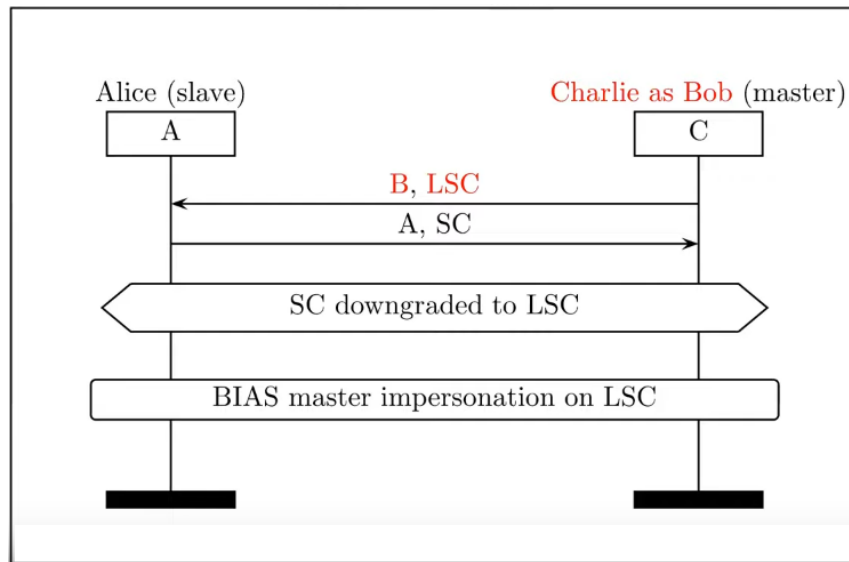 Alice (slave)
Charlie as Bob (master)
A
C
B, LSC
A, SC
SC downgraded to LSC
BIAS master impersonation on LSC